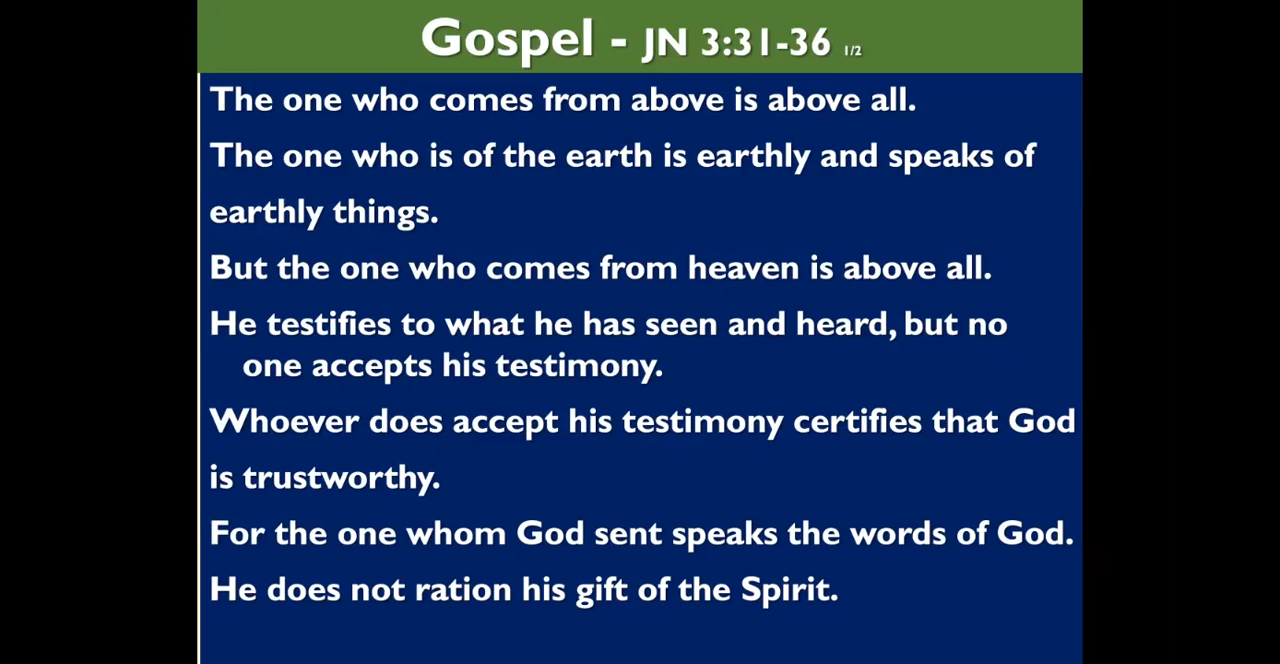 Gospel - JN 3:31-36 1/2
The one who comes from above is above all.
The one who is of the earth is earthly and speaks of
earthly things.
But the one who comes from heaven is above all.
He testifies to what he has seen and heard, but no
one accepts his testimony.
Whoever does accept his testimony certifies that God
is trustworthy.
For the one whom God sent speaks the words of God.
He does not ration his gift of the Spirit.